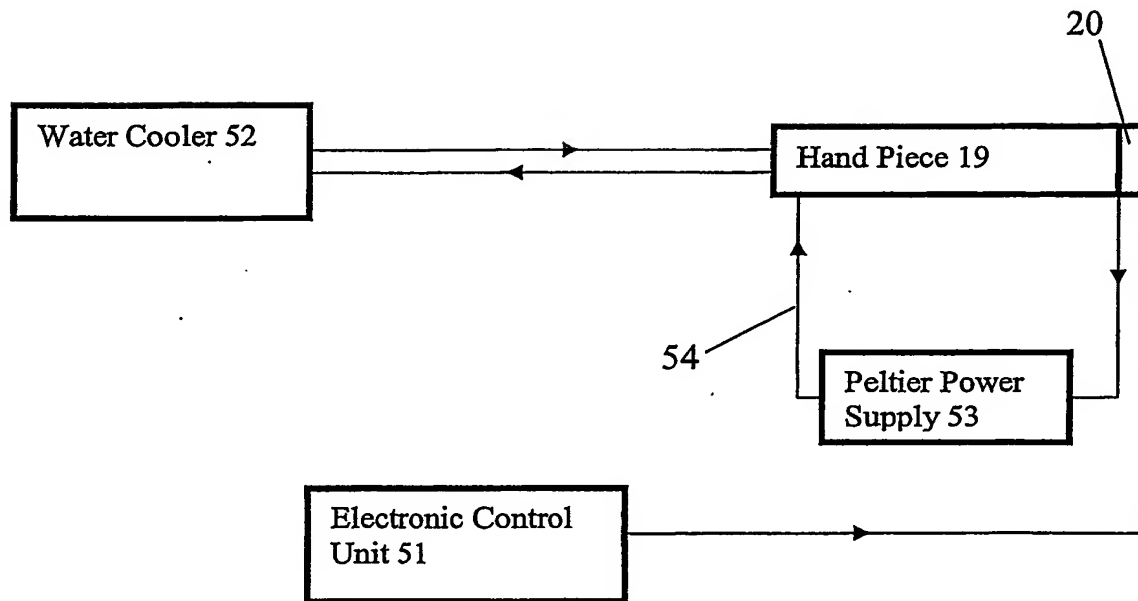 20
Water Cooler 52
Hand Piece 19
54
Peltier Power
Supply 53
Electronic Control
Unit 51